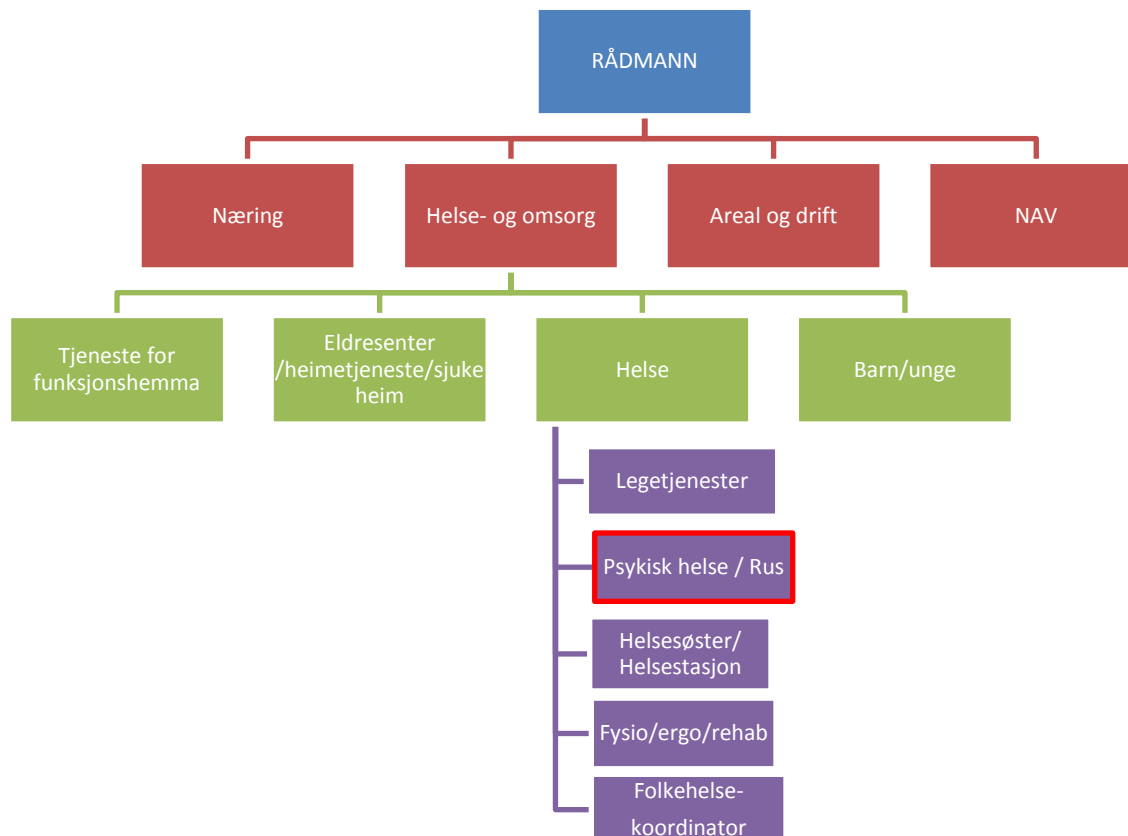 RÅDMANN
Næring
Helse- og omsorg
Areal og drift
NAV
Tjeneste for
funksjonshemma
Eldresenter
/heimetjeneste/sjuke
heim
Helse
Barn/unge
Legetjenester
Psykisk helse / Rus
Helsesøster/
Helsestasjon
Fysio/ergo/rehab
Folkehelse-
koordinator